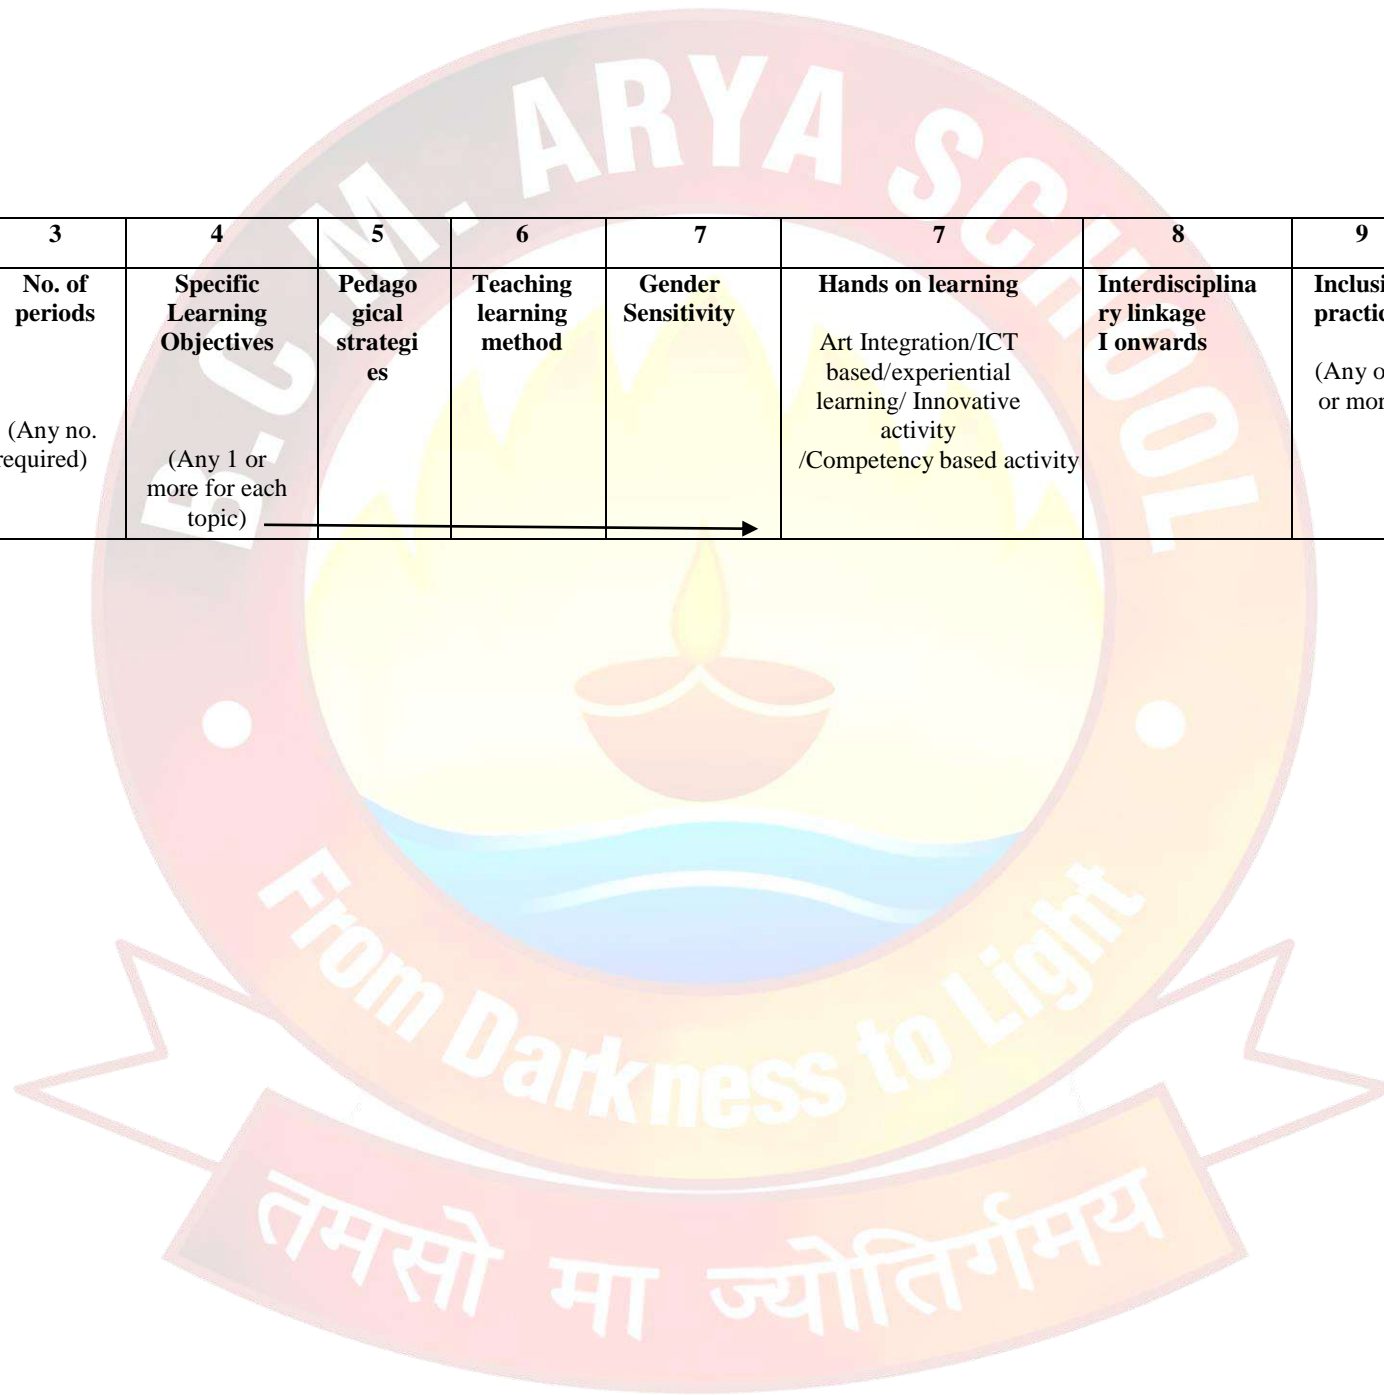 B.C.M. ARYA SCHOOL
3 4 5 6 7 7 8 9
No. of periods
(Any no. required)
Specific
Learning
Objectives
(Any 1 or
more for each
topic)
Pedago
gical
strategi
es
Teaching
learning
method
Gender
Sensitivity
Hands on learning
Art Integration/ICT
based/experiential
learning/ Innovative
activity
/Competency based activity
Interdisciplina
ry linkage
I onwards
From Darkness to Light
तमसो मा ज्योतिर्गमय